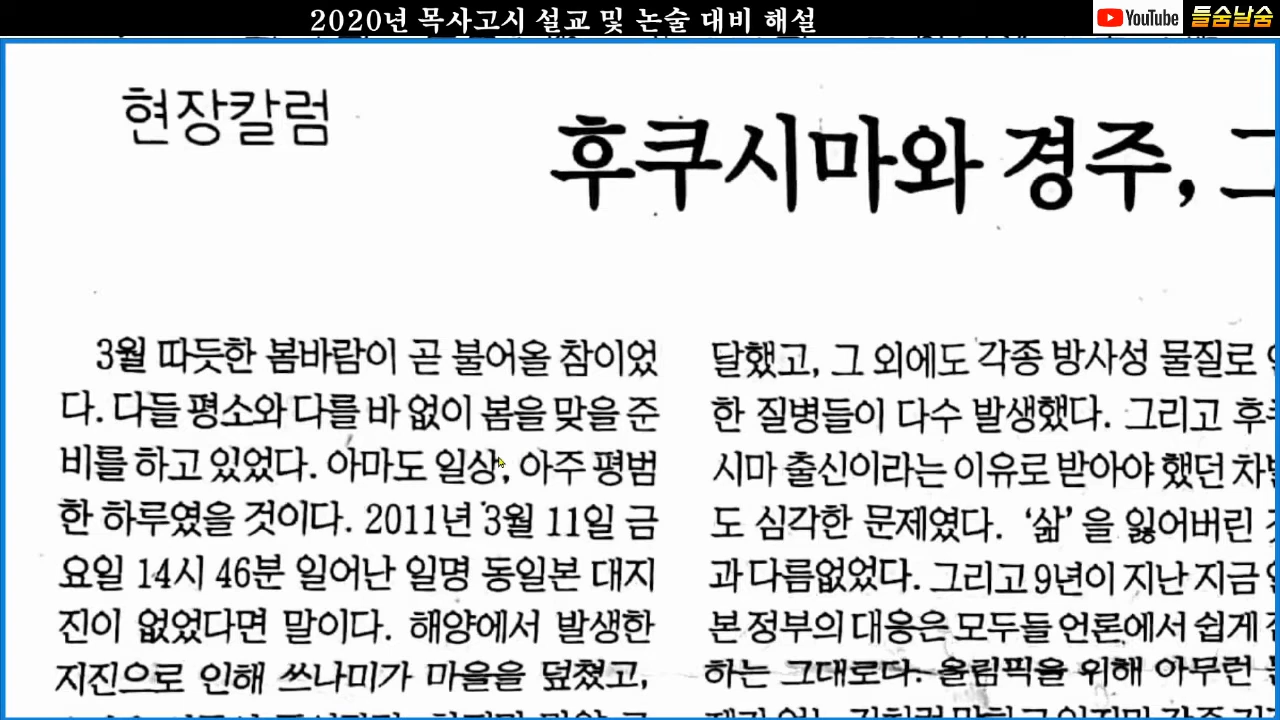 2020년 목사고시 설교 및 논술 대비 해설
YouTube 들숨날숨
현장칼럼
후쿠시마와 경주, 그
3월 따듯한 봄바람이 곧 불어올 참이었
다. 다들 평소와 다를 바 없이 봄을 맞을 준
비를 하고 있었다. 아마도 일상, 아주 평범
한 하루였을 것이다. 2011년 3월 11일 금
요일 14시 46분 일어난 일명 동일본 대지
진이 없었다면 말이다. 해양에서 발생한
지진으로 인해 쓰나미가 마을을 덮쳤고,
달했고, 그 외에도 각종 방사성 물질로
한 질병들이 다수 발생했다. 그리고 후쿠
시마 출신이라는 이유로 받아야 했던 차별
도 심각한 문제였다. ‘삶’을 잃어버린
과 다름없었다. 그리고 9년이 지난 지금
본 정부의 대응은 모두들 언론에서 쉽게
하는 그대로다. 올림픽을 위해 아무런